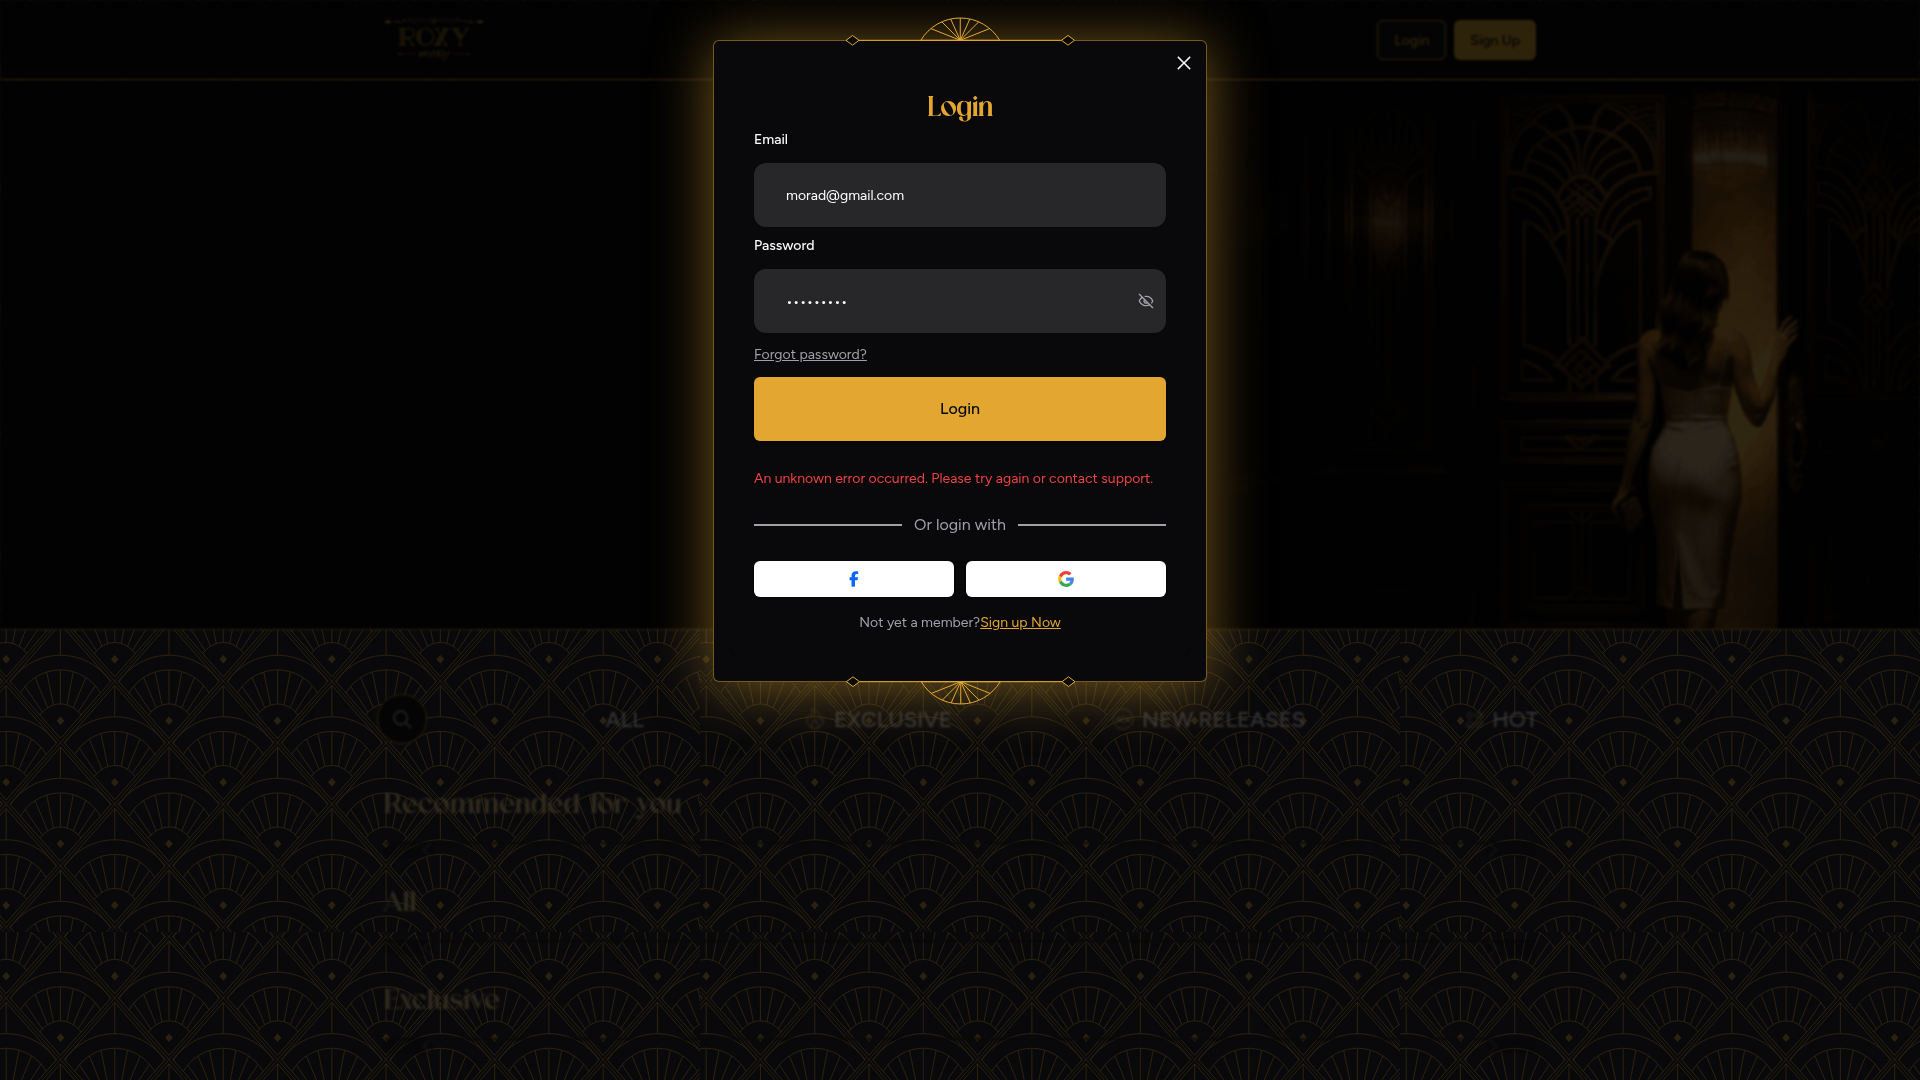 ROXY
Login
Sign Up
Login
Email
morad@gmail.com
Password
Forgot password?
Login
An unknown error occurred. Please try again or contact support.
Or login with
Not yet a member?Sign up Now
ALL
EXCLUSIVE
NEW RELEASES
HOT
Recommended for you
All
Exclusive